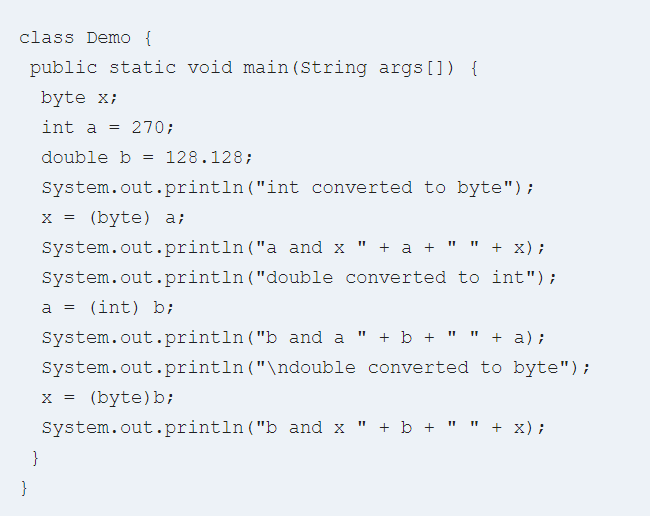 class Demo {
public static void main(String args[]) {
byte x;
int a = 270;
double b = 128.128;
System.out.println("int converted to byte");
x = (byte) a;
System.out.println("a and x " + a + " " + x);
System.out.println("double converted to int");
a = (int) b;
System.out.println("b and a " + b + " " + a);
System.out.println("\ndouble converted to byte");
x = (byte)b;
System.out.println("b and x " + b + " " + x);
}
}